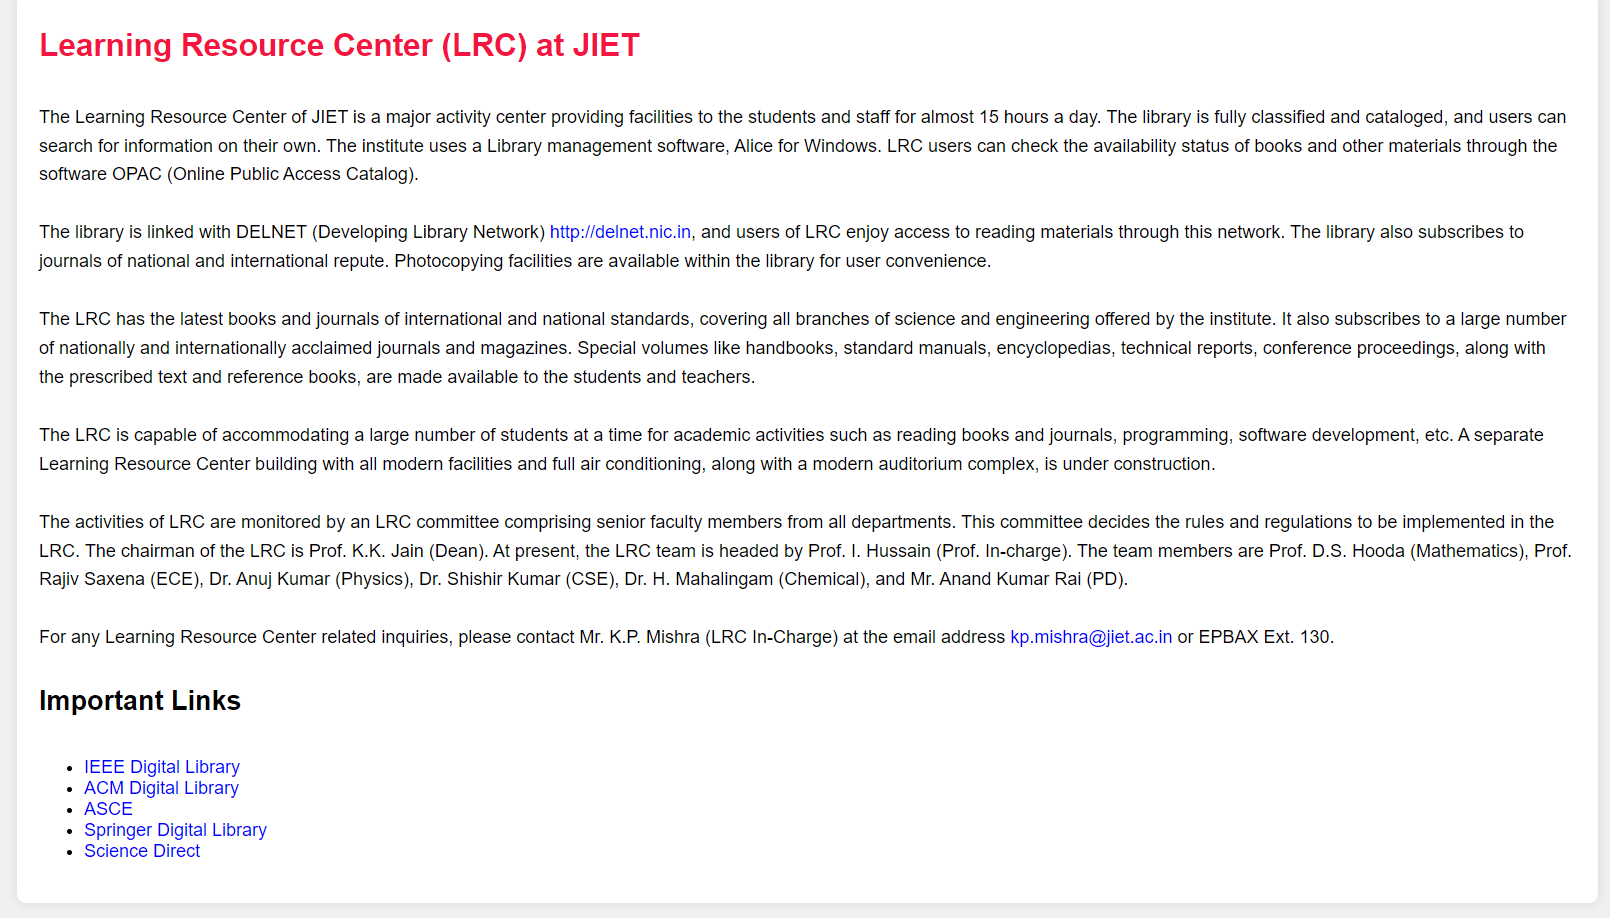 Learning Resource Center (LRC) at JIET
The Learning Resource Center of JIET is a major activity center providing facilities to the students and staff for almost 15 hours a day. The library is fully classified and cataloged, and users can
search for information on their own. The institute uses a Library management software, Alice for Windows. LRC users can check the availability status of books and other materials through the
software OPAC (Online Public Access Catalog).
The library is linked with DELNET (Developing Library Network) http://delnet.nic.in, and users of LRC enjoy access to reading materials through this network. The library also subscribes to
journals of national and international repute. Photocopying facilities are available within the library for user convenience.
The LRC has the latest books and journals of international and national standards, covering all branches of science and engineering offered by the institute. It also subscribes to a large number
of nationally and internationally acclaimed journals and magazines. Special volumes like handbooks, standard manuals, encyclopedias, technical reports, conference proceedings, along with
the prescribed text and reference books, are made available to the students and teachers.
The LRC is capable of accommodating a large number of students at a time for academic activities such as reading books and journals, programming, software development, etc. A separate
Learning Resource Center building with all modern facilities and full air conditioning, along with a modern auditorium complex, is under construction.
The activities of LRC are monitored by an LRC committee comprising senior faculty members from all departments. This committee decides the rules and regulations to be implemented in the
LRC. The chairman of the LRC is Prof. K.K. Jain (Dean). At present, the LRC team is headed by Prof. I. Hussain (Prof. In-charge). The team members are Prof. D.S. Hooda (Mathematics), Prof.
Rajiv Saxena (ECE), Dr. Anuj Kumar (Physics), Dr. Shishir Kumar (CSE), Dr. H. Mahalingam (Chemical), and Mr. Anand Kumar Rai (PD).
For any Learning Resource Center related inquiries, please contact Mr. K.P. Mishra (LRC In-Charge) at the email address kp.mishra@jiet.ac.in or EPBAX Ext. 130.
Important Links
• IEEE Digital Library
• ACM Digital Library
• ASCE
• Springer Digital Library
• Science Direct